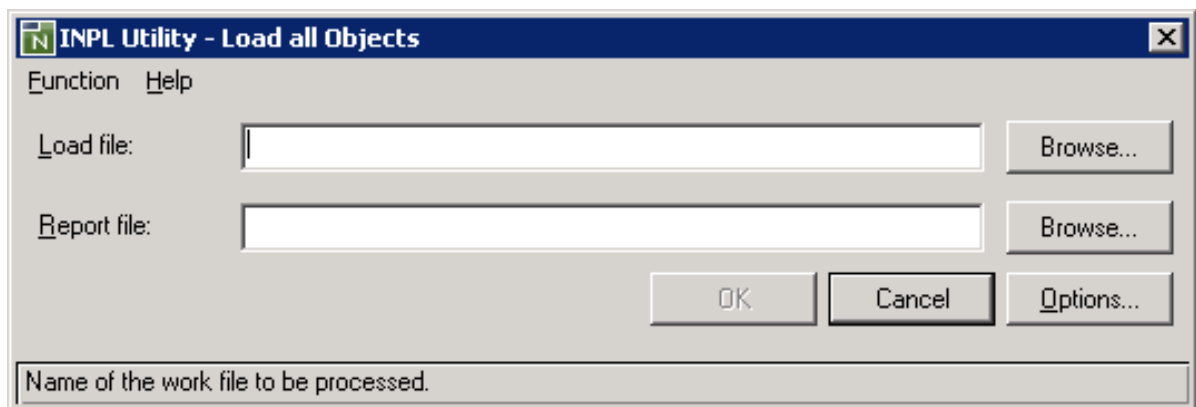 INPL Utility - Load all Objects
Function Help
Load file: Browse...
Report file: Browse...
OK Cancel Options...
Name of the work file to be processed.